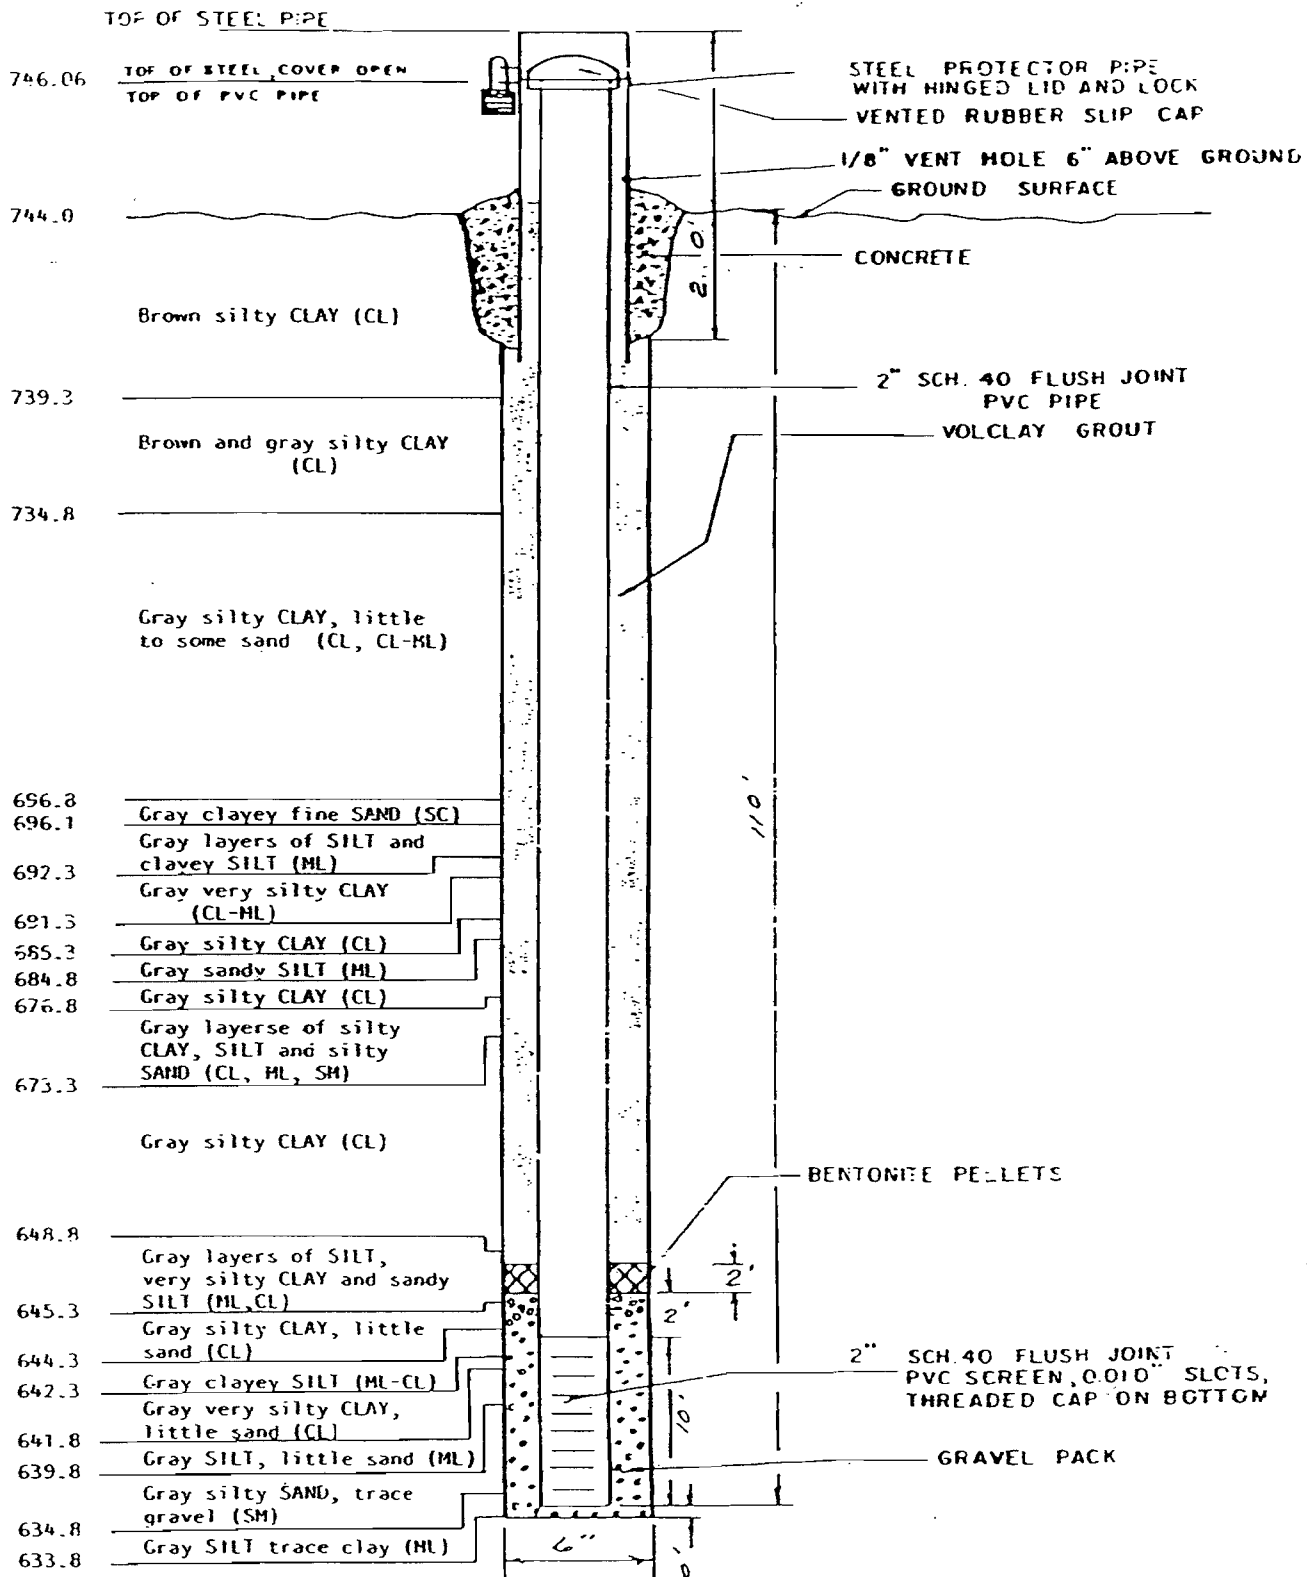 TOP OF STEEL PIPE
746.06
TOP OF STEEL, COVER OPEN
TOP OF PVC PIPE
STEEL PROTECTOR PIPE
WITH HINGED LID AND LOCK
VENTED RUBBER SLIP CAP
1/8" VENT HOLE 6" ABOVE GROUND
GROUND SURFACE
744.0
CONCRETE
2.0'
Brown silty CLAY (CL)
739.3
2" SCH. 40 FLUSH JOINT
PVC PIPE
VOLCLAY GROUT
Brown and gray silty CLAY
(CL)
734.8
Gray silty CLAY, little
to some sand (CL, CL-ML)
110'
696.8
Gray clayey fine SAND (SC)
696.1
Gray layers of SILT and
clayey SILT (ML)
692.3
Gray very silty CLAY
(CL-ML)
691.3
Gray silty CLAY (CL)
685.3
Gray sandy SILT (ML)
684.8
Gray silty CLAY (CL)
676.8
Gray layerse of silty
CLAY, SILT and silty
SAND (CL, ML, SM)
673.3
Gray silty CLAY (CL)
BENTONITE PELLETS
648.8
Gray layers of SILT,
very silty CLAY and sandy
SILT (ML,CL)
2'
645.3
2'
Gray silty CLAY, little
sand (CL)
644.3
2" SCH.40 FLUSH JOINT
PVC SCREEN, 0.010" SLOTS,
THREADED CAP ON BOTTOM
Gray clayey SILT (ML-CL)
642.3
10'
Gray very silty CLAY,
little sand (CL)
641.8
Gray SILT, little sand (ML)
639.8
GRAVEL PACK
Gray silty SAND, trace
gravel (SM)
634.8
Gray SILT trace clay (ML)
633.8
6"